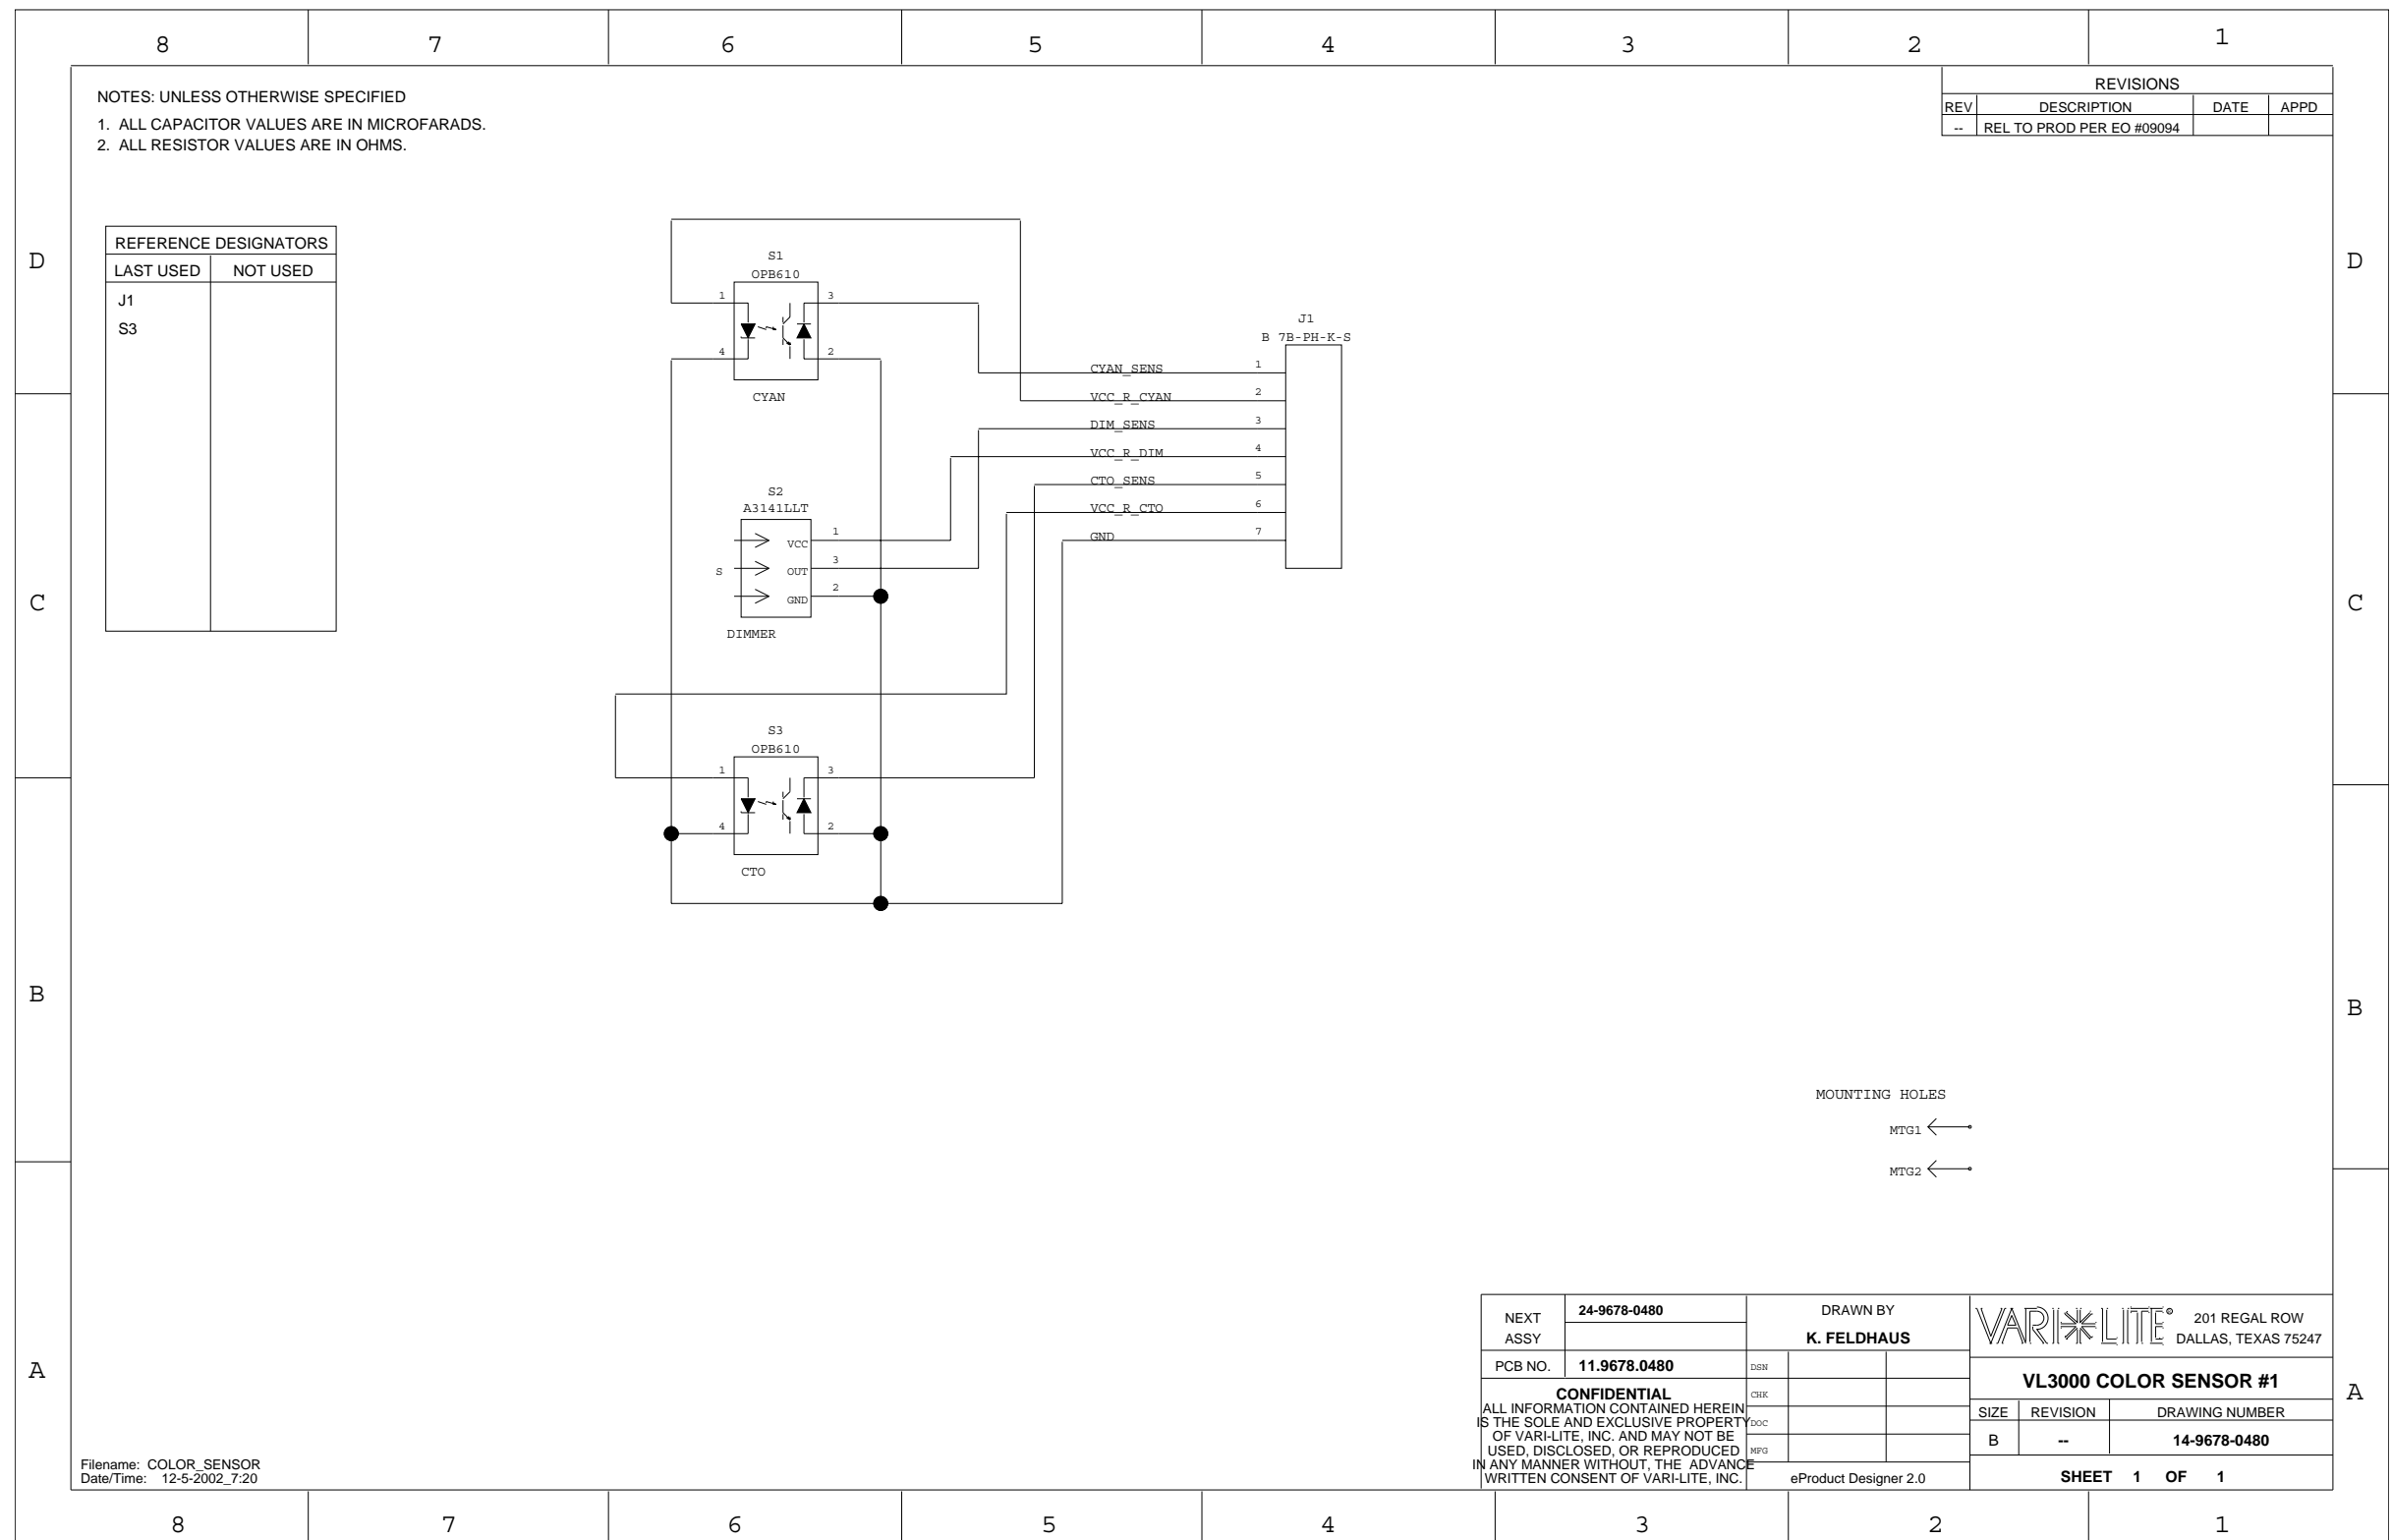 8 7 6 5 4 3 2 1
NOTES: UNLESS OTHERWISE SPECIFIED
1. ALL CAPACITOR VALUES ARE IN MICROFARADS.
2. ALL RESISTOR VALUES ARE IN OHMS.
REVISIONS
REV DESCRIPTION DATE APPD
-- REL TO PROD PER EO #09094
REFERENCE DESIGNATORS
LAST USED NOT USED
J1
S3
D
D
S1
OPB610
1 3
4 2
CYAN
J1
B 7B-PH-K-S
CYAN_SENS 1
VCC_R_CYAN 2
DIM_SENS 3
VCC_R_DIM 4
CTO_SENS 5
VCC_R_CTO 6
GND 7
S2
A3141LLT
VCC 1
S OUT 3
GND 2
DIMMER
C
C
S3
OPB610
1 3
4 2
CTO
B
B
MOUNTING HOLES
MTG1
MTG2
NEXT ASSY
24-9678-0480
DRAWN BY
K. FELDHAUS
VARI*LITE®
201 REGAL ROW
DALLAS, TEXAS 75247
PCB NO. 11.9678.0480
DSN
CHK
DOC
MFG
VL3000 COLOR SENSOR #1
CONFIDENTIAL
ALL INFORMATION CONTAINED HEREIN
IS THE SOLE AND EXCLUSIVE PROPERTY
OF VARI-LITE, INC. AND MAY NOT BE
USED, DISCLOSED, OR REPRODUCED
IN ANY MANNER WITHOUT, THE ADVANCE
WRITTEN CONSENT OF VARI-LITE, INC.
SIZE REVISION DRAWING NUMBER
B -- 14-9678-0480
eProduct Designer 2.0
SHEET 1 OF 1
A
A
Filename: COLOR_SENSOR
Date/Time: 12-5-2002_7:20
8 7 6 5 4 3 2 1